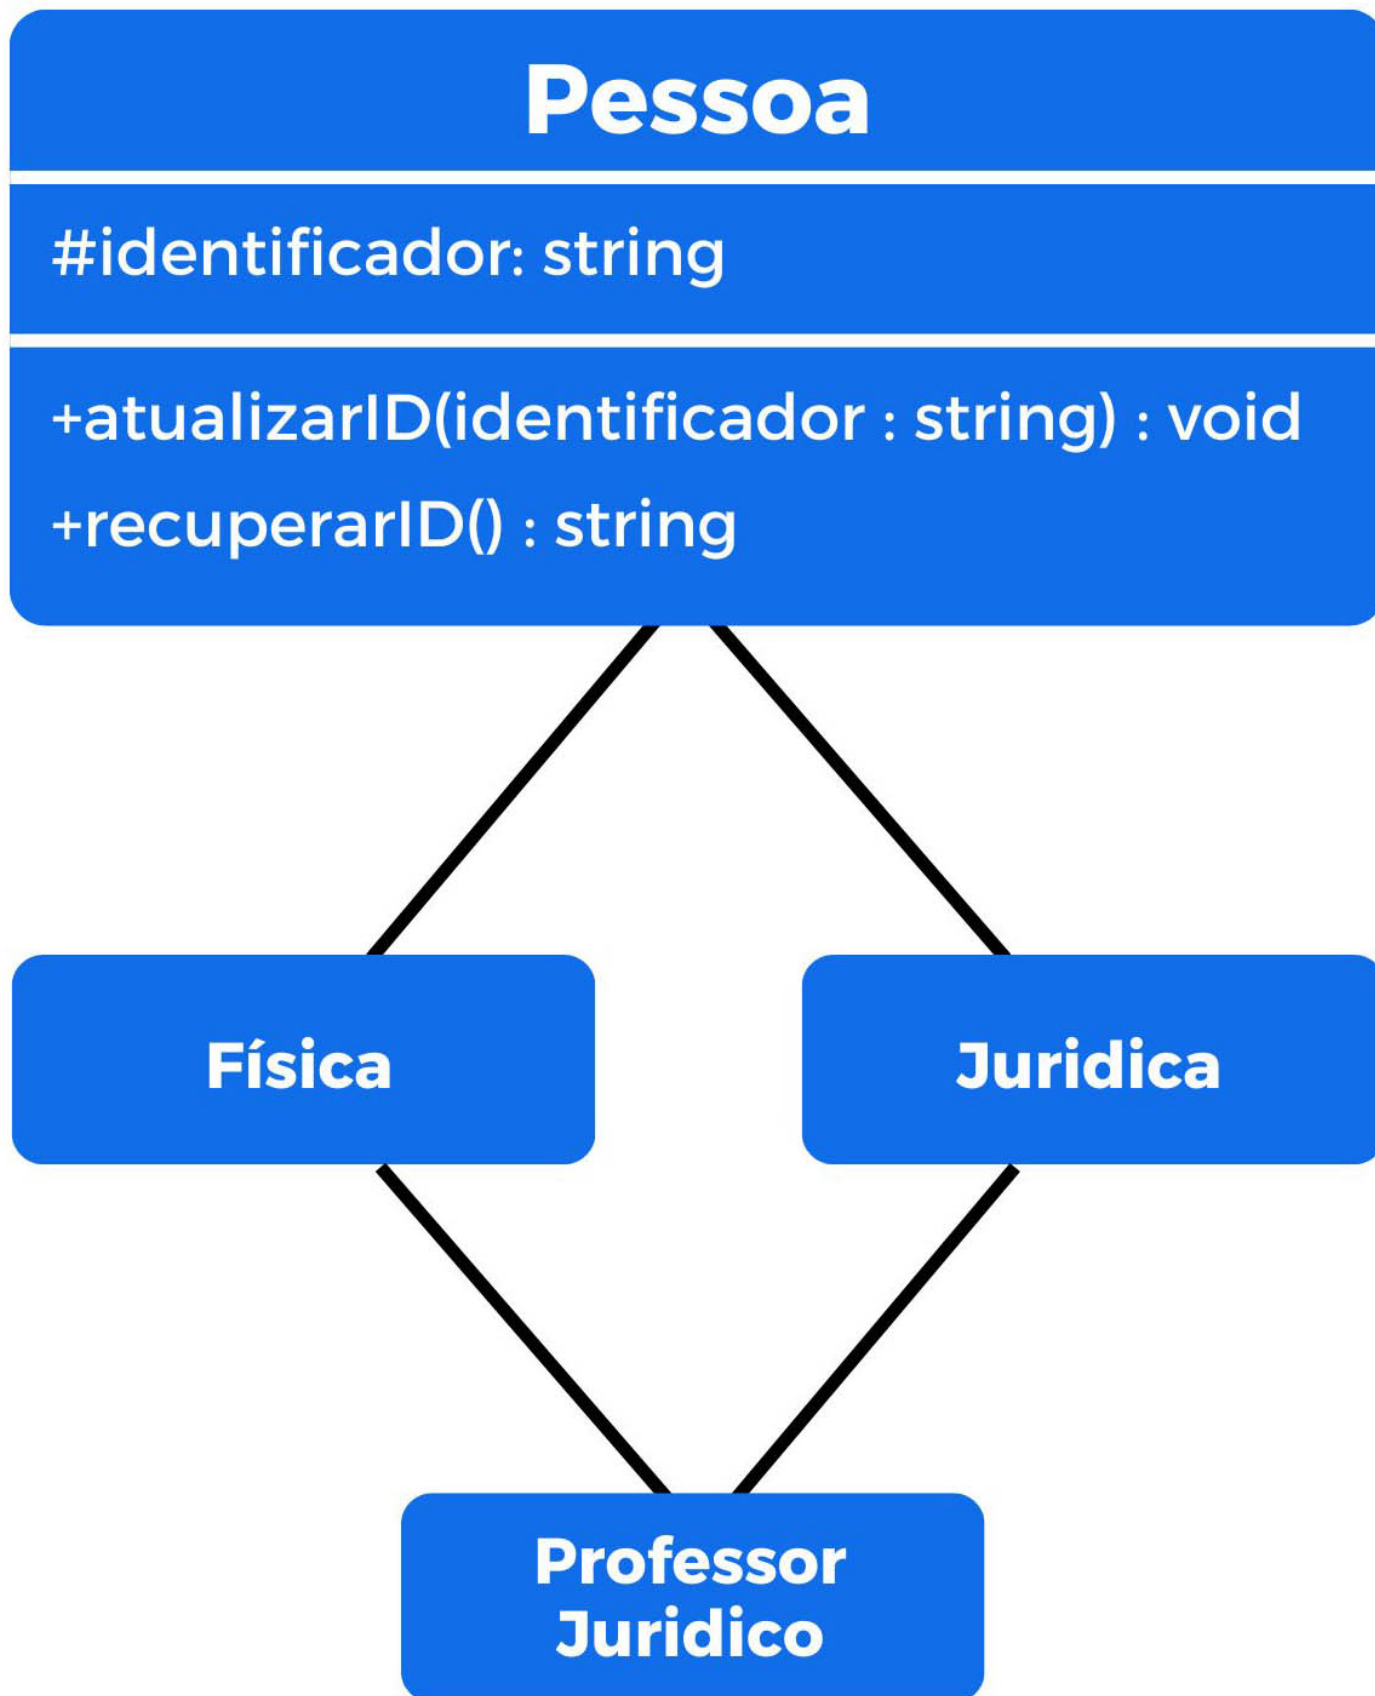 Pessoa
#identificador: string
+atualizarID(identificador : string) : void
+recuperarID() : string
Física
Juridica
Professor
Juridico